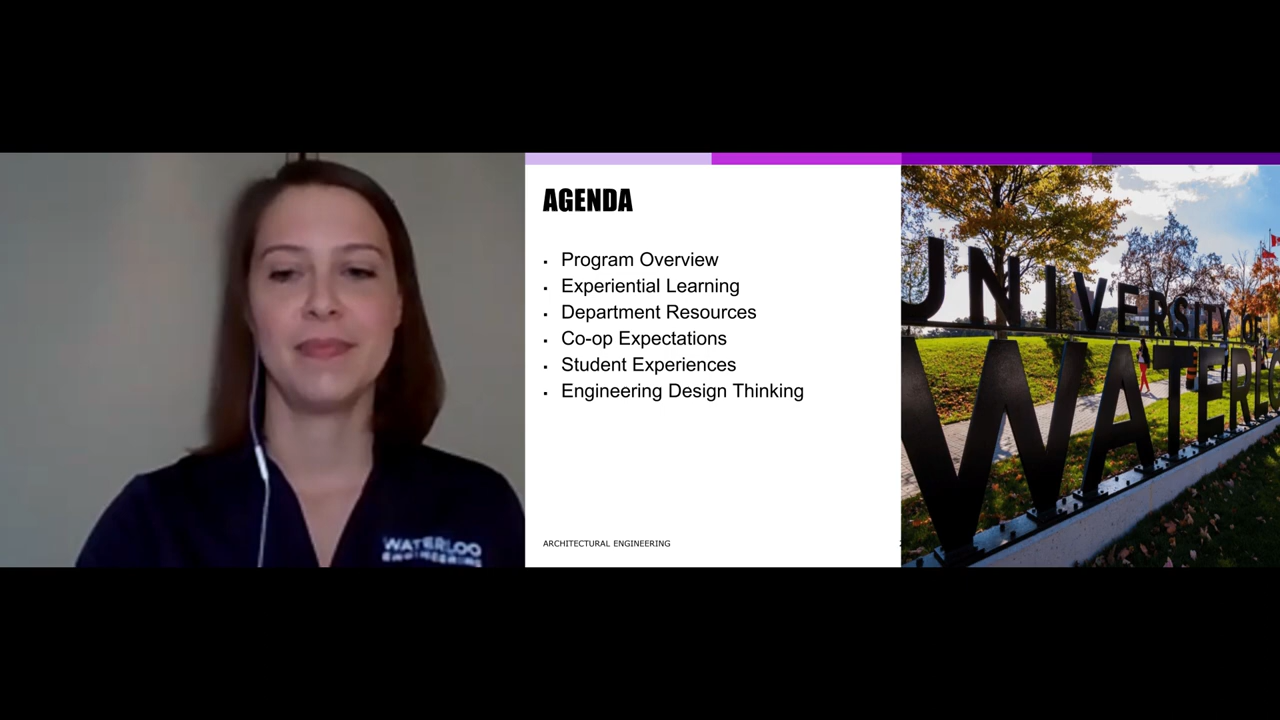 WATERLOO
ENGINEERING
AGENDA
▪ Program Overview
▪ Experiential Learning
▪ Department Resources
▪ Co-op Expectations
▪ Student Experiences
▪ Engineering Design Thinking
ARCHITECTURAL ENGINEERING
UNIVERSITY OF
WATERLO